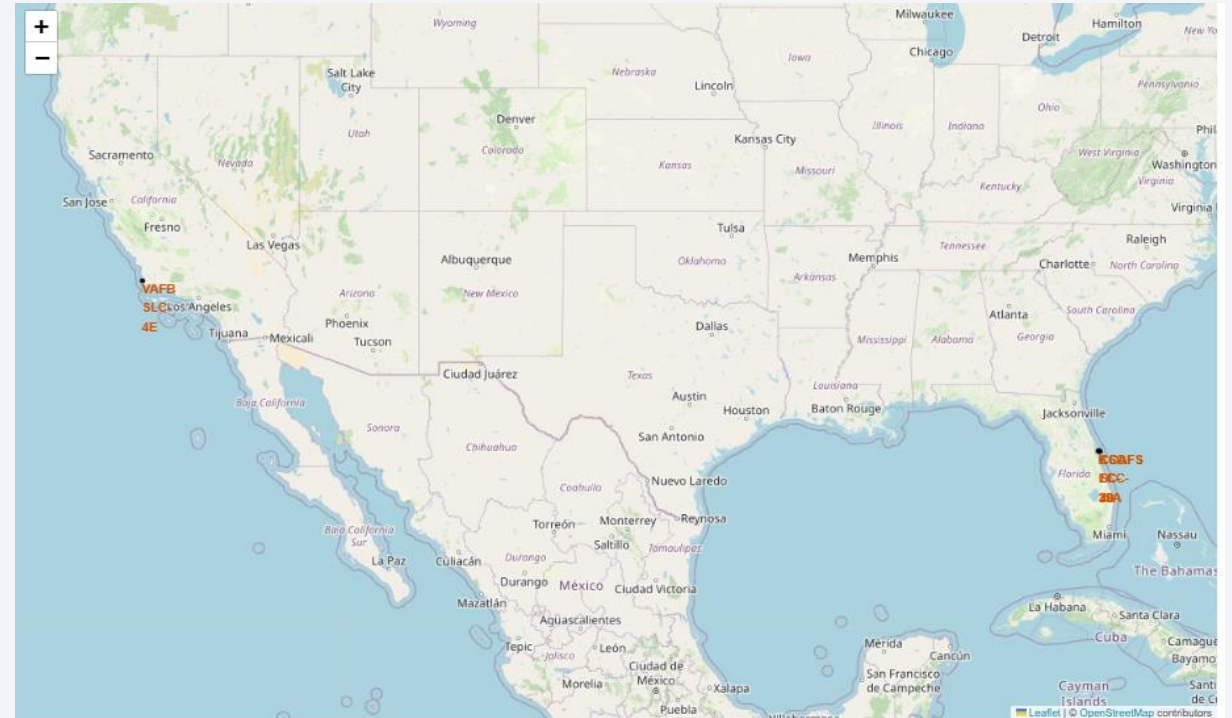 +
−
Wyoming
Milwaukee
Hamilton
Detroit
New Yo
Chicago
Iowa
Salt Lake
City
Nebraska
Lincoln
Pennsylvania
Ohio
Denver
Utah
Colorado
Illinois
Indiana
Phil
Kansas City
Sacramento
Nevada
Kansas
Missouri
West Virginia
Washington
Virginia
Kentucky
San Jose
California
Virginia
Fresno
Tulsa
Las Vegas
Raleigh
Albuquerque
Oklahoma
Memphis
Tennessee
Charlotte
North Carolina
Arkansas
VAFB
SLC-
4E
Los Angeles
Arizona
New Mexico
Phoenix
Tucson
Tijuana
Mexicali
Dallas
Atlanta
South Carolina
Mississippi
Alabama
Georgia
Ciudad Juárez
Texas
Louisiana
Austin
Houston
Baton Rouge
Jacksonville
Baja California
Sonora
Chihuahua
San Antonio
Florida
Coahuila
Nuevo Laredo
Torreón
Monterrey
Reynosa
Saltillo
Tamaulipas
Baja California
Sur
La Paz
Culiacán
Durango
Durango
México
Ciudad Victoria
Miami
Nassau
The Bahamas
Mazatlán
Aguascalientes
La Habana
Santa Clara
Cuba
Camagüe
Bayamo
Tepic
Jalisco
León
Ciudad de
México
Morelia
Xalapa
Puebla
Mérida
Cancún
San Francisco
de Campeche
Cayman
Islands
Santi
de C
Leaflet | © OpenStreetMap contributors